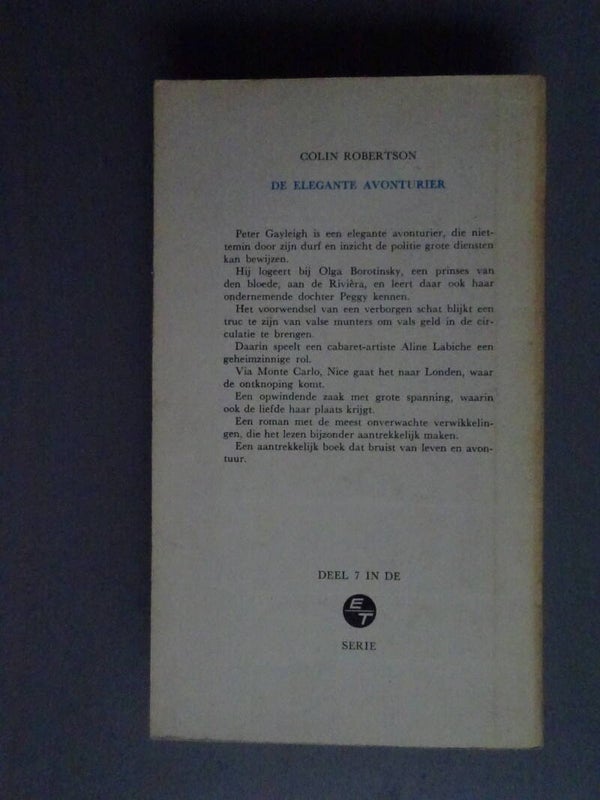 COLIN ROBERTSON
DE ELEGANTE AVONTURIER
Peter Gayleigh is een elegante avonturier, die niet-
temin door zijn durf en inzicht de politie grote diensten
kan bewijzen.
Hij logeert bij Olga Borotinsky, een prinses van
den bloede, aan de Rivièra, en leert daar ook haar
ondernemende dochter Peggy kennen.
Het voorwendsel van een verborgen schat blijkt een
truc te zijn van valse munters om vals geld in de cir-
culatie te brengen.
Daarin speelt een cabaret-artiste Aline Labiche een
geheimzinnige rol.
Via Monte Carlo, Nice gaat het naar Londen, waar
de ontknoping komt.
Een opwindende zaak met grote spanning, waarin
ook de liefde haar plaats krijgt.
Een roman met de meest onverwachte verwikkelin-
gen, die het lezen bijzonder aantrekkelijk maken.
Een aantrekkelijk boek dat bruist van leven en avon-
tuur.
DEEL 7 IN DE
E
T
SERIE